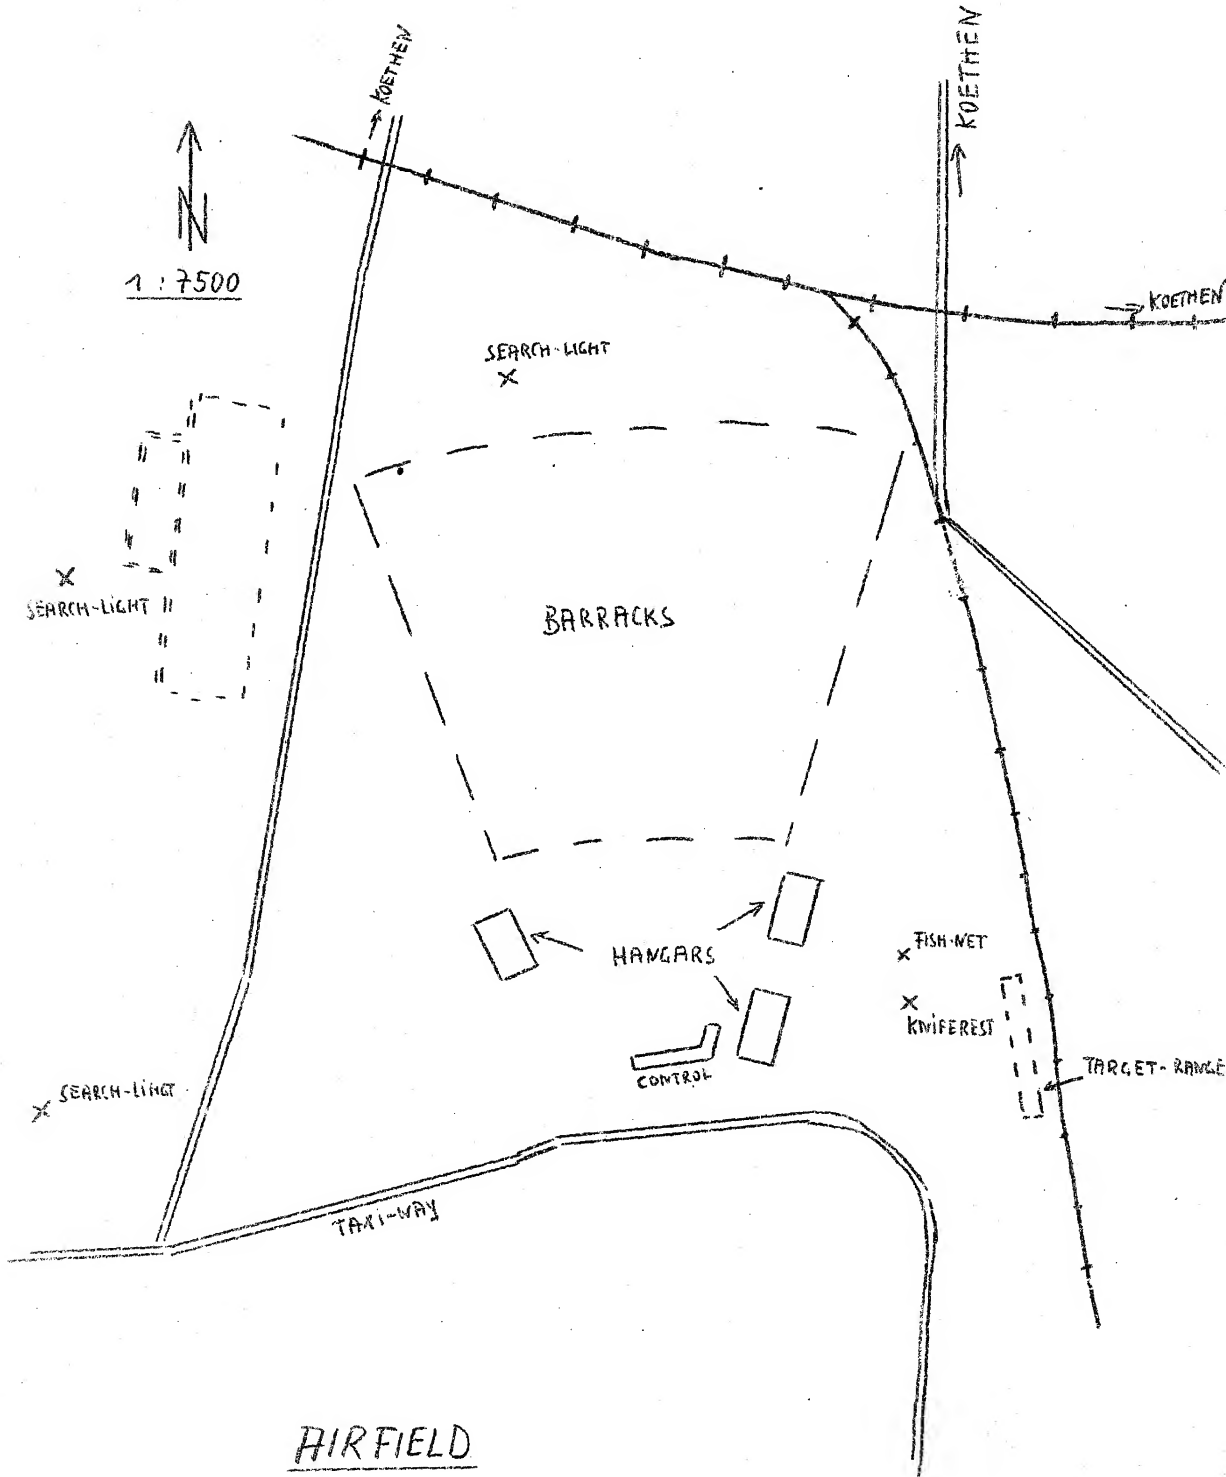 KOETHEN
KOETHEN
N
1 : 7500
KOETHEN
SEARCH-LIGHT
SEARCH-LIGHT
BARRACKS
FISH-NET
HANGARS
KNIFEREST
TARGET-RANGE
CONTROL
SEARCH-LIHGT
TAXI-WAY
AIRFIELD